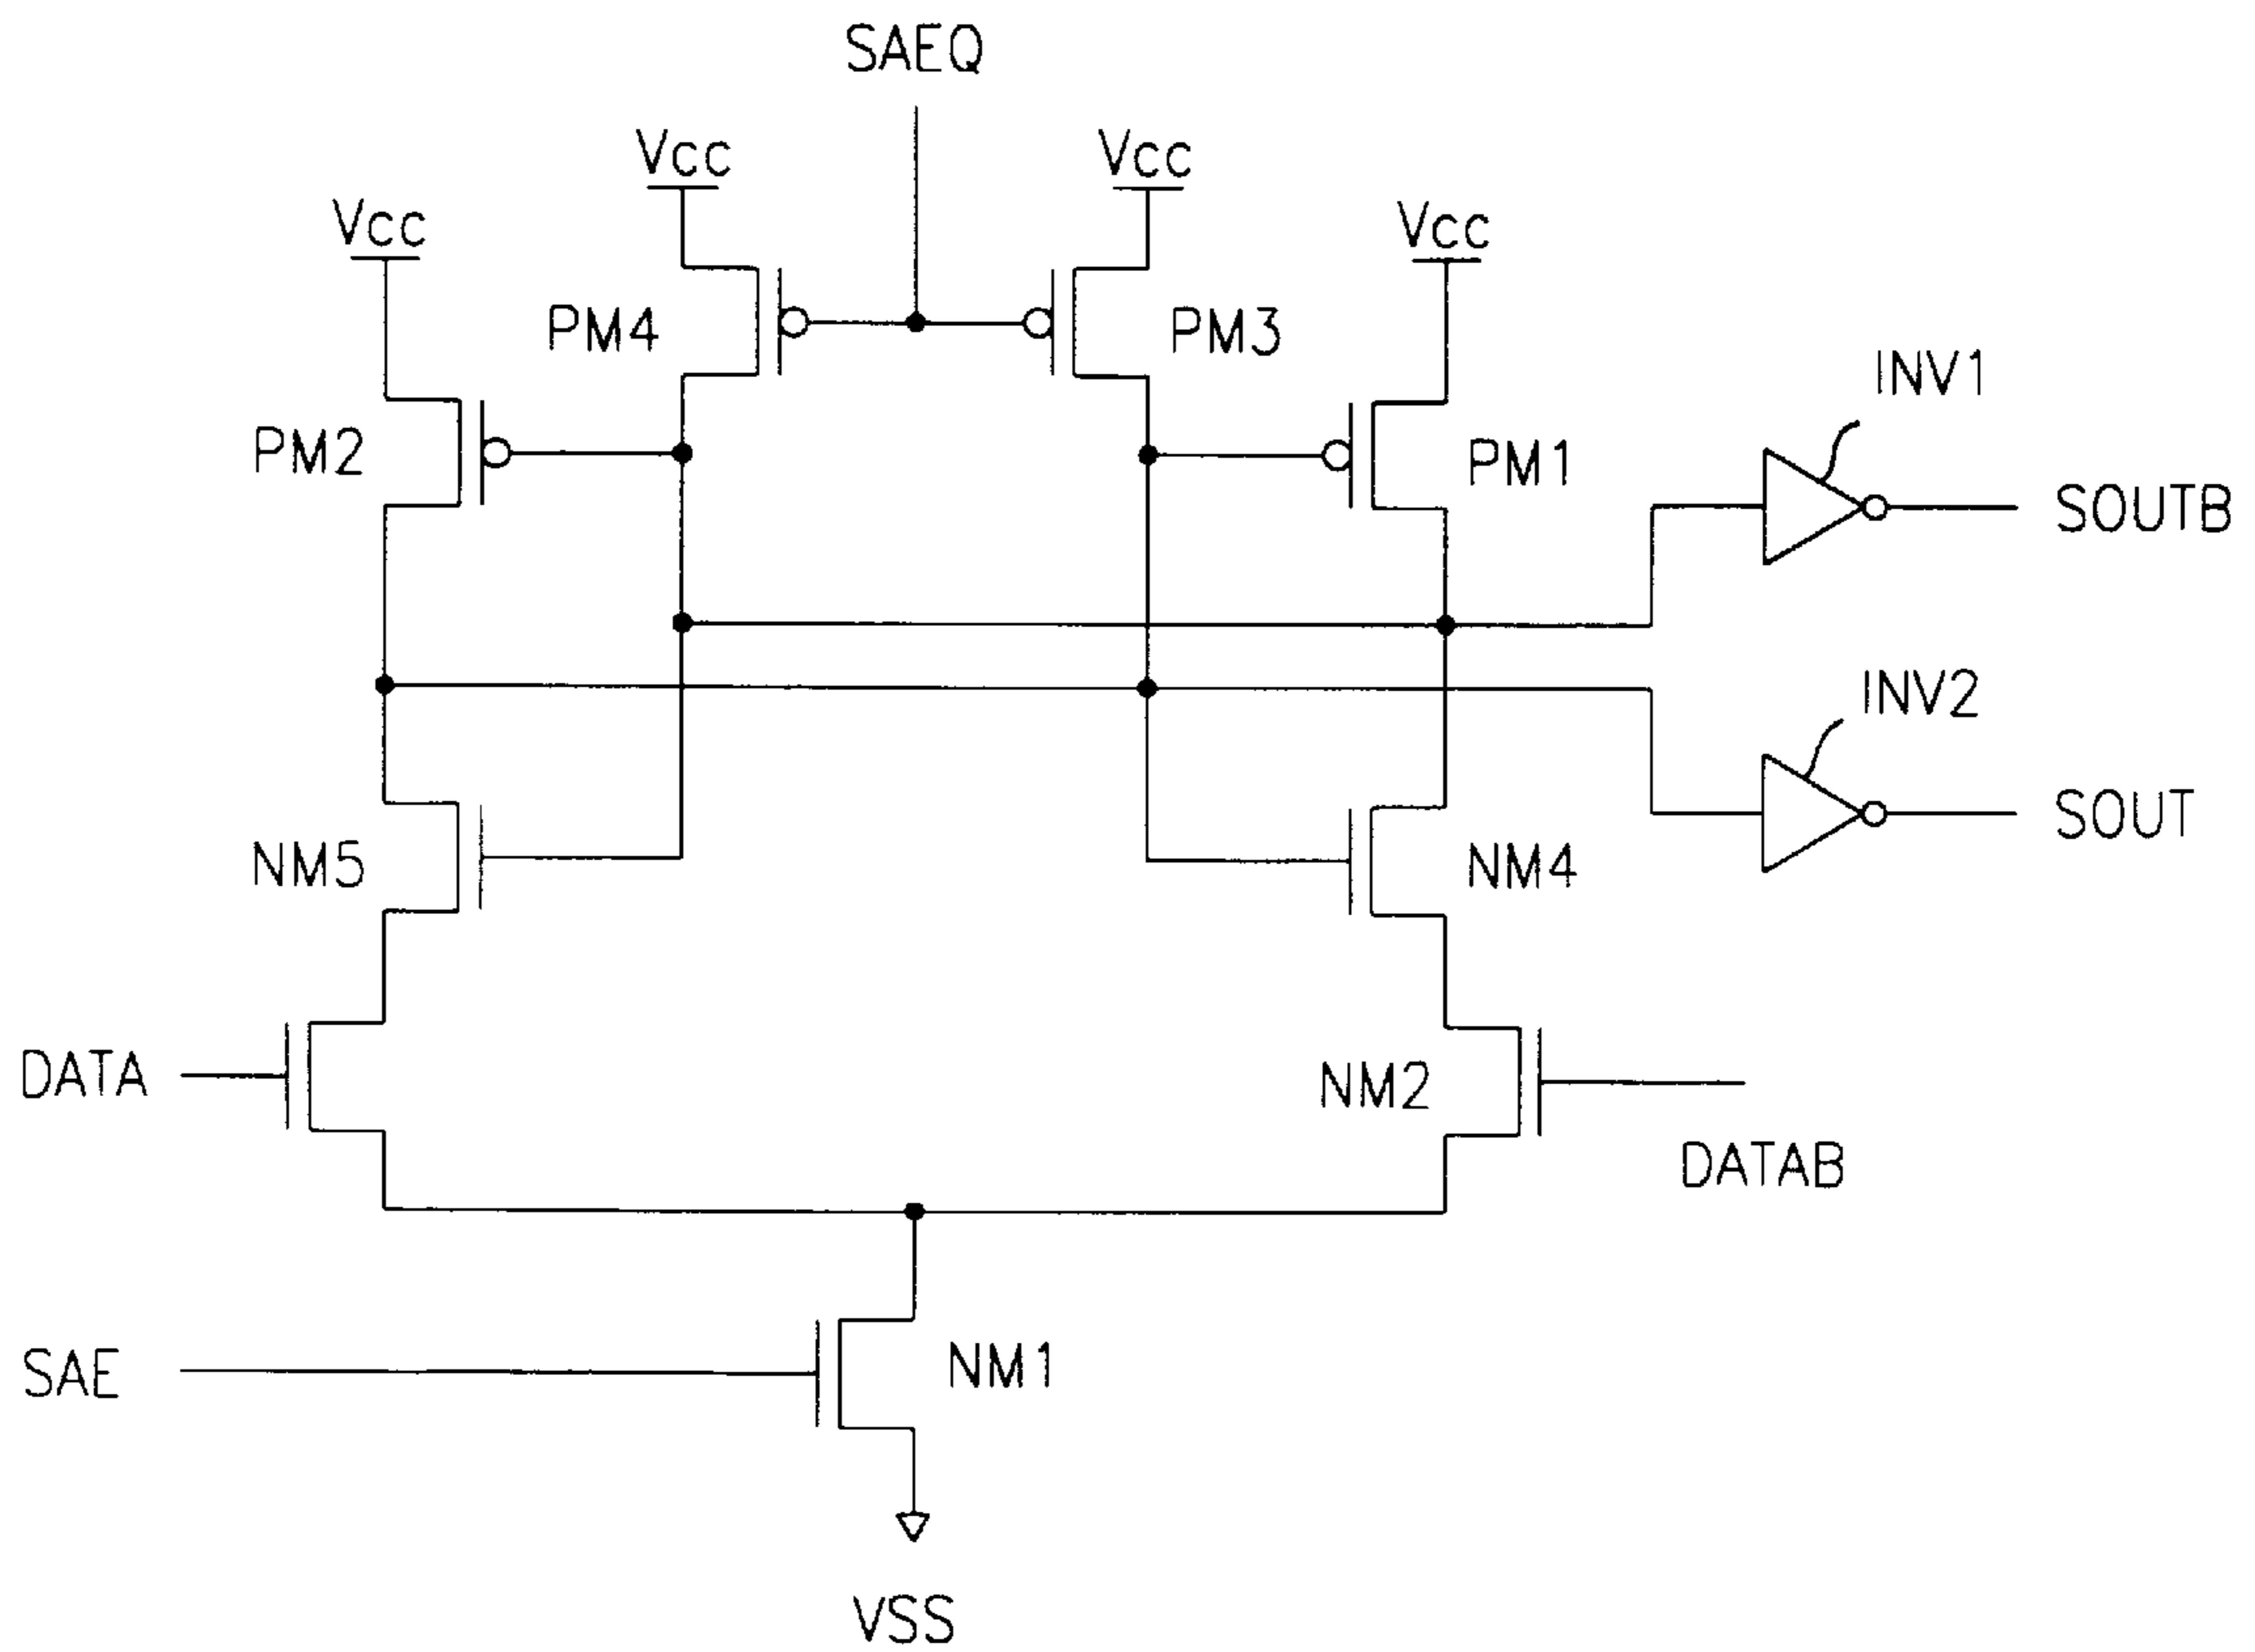 SAEQ
Vcc
Vcc
Vcc
Vcc
PM4
PM3
INV1
PM2
PM1
SOUTB
INV2
SOUT
NM5
NM4
DATA
NM2
DATAB
SAE
NM1
VSS